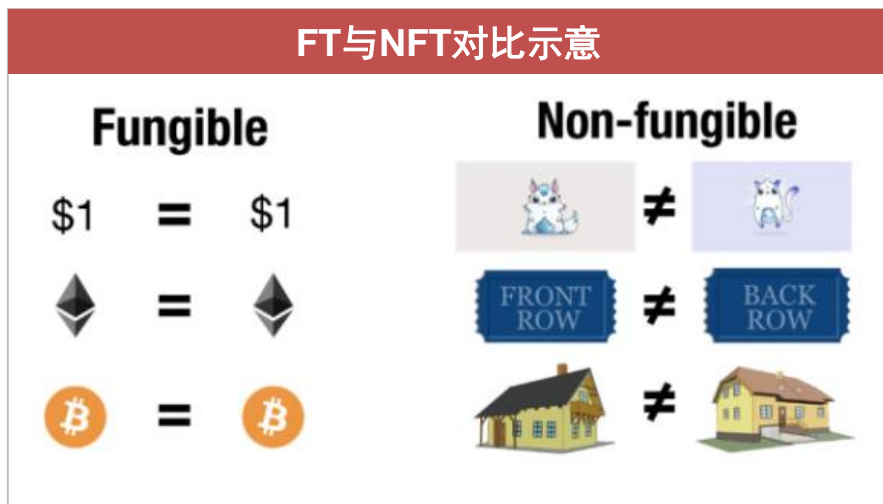 FT与NFT对比示意
Fungible
Non-fungible
$1 = $1
=
=
≠
FRONT
ROW
≠
BACK
ROW
≠